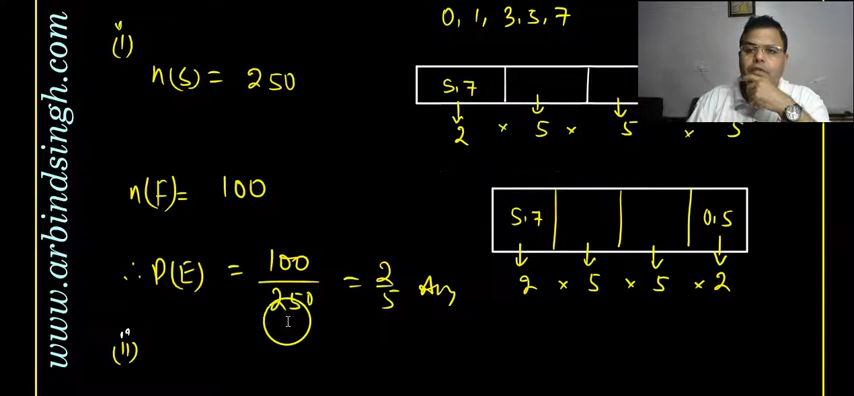 www.arbindsingh.com
0, 1, 3, 5, 7
(i)
n(S) = 250
5,7
2 × 5 × 5 × 5
n(F)= 100
5,7 0,5
2 × 5 × 5 × 2
∴ P(E) = 100/250 = 2/5 Ans
(ii)